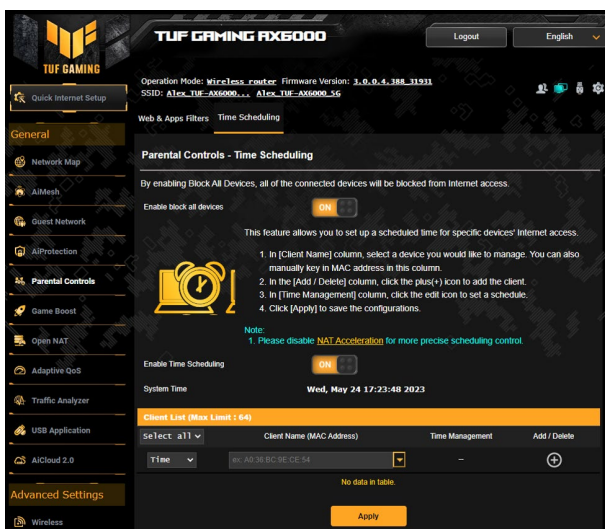 TUF GAMING AX6000
Logout
English
TUF GAMING
Operation Mode: Wireless router Firmware Version: 3.0.0.4.388_31931
SSID: Alex_TUF-AX6000... Alex_TUF-AX6000_5G
Quick Internet Setup
Web & Apps Filters Time Scheduling
General
Network Map
AiMesh
Guest Network
AiProtection
Parental Controls
Game Boost
Open NAT
Adaptive QoS
Traffic Analyzer
USB Application
AiCloud 2.0
Advanced Settings
Wireless
Parental Controls - Time Scheduling
By enabling Block All Devices, all of the connected devices will be blocked from Internet access.
Enable block all devices ON
This feature allows you to set up a scheduled time for specific devices' Internet access.
1. In [Client Name] column, select a device you would like to manage. You can also
manually key in MAC address in this column.
2. In the [Add / Delete] column, click the plus(+) icon to add the client.
3. In [Time Management] column, click the edit icon to set a schedule.
4. Click [Apply] to save the configurations.
Note:
1. Please disable NAT Acceleration for more precise scheduling control.
Enable Time Scheduling ON
System Time Wed, May 24 17:23:48 2023
Client List (Max Limit : 64)
Select all Client Name (MAC Address) Time Management Add / Delete
Time ex: A0:36:BC:9E:CE:54 –
No data in table.
Apply